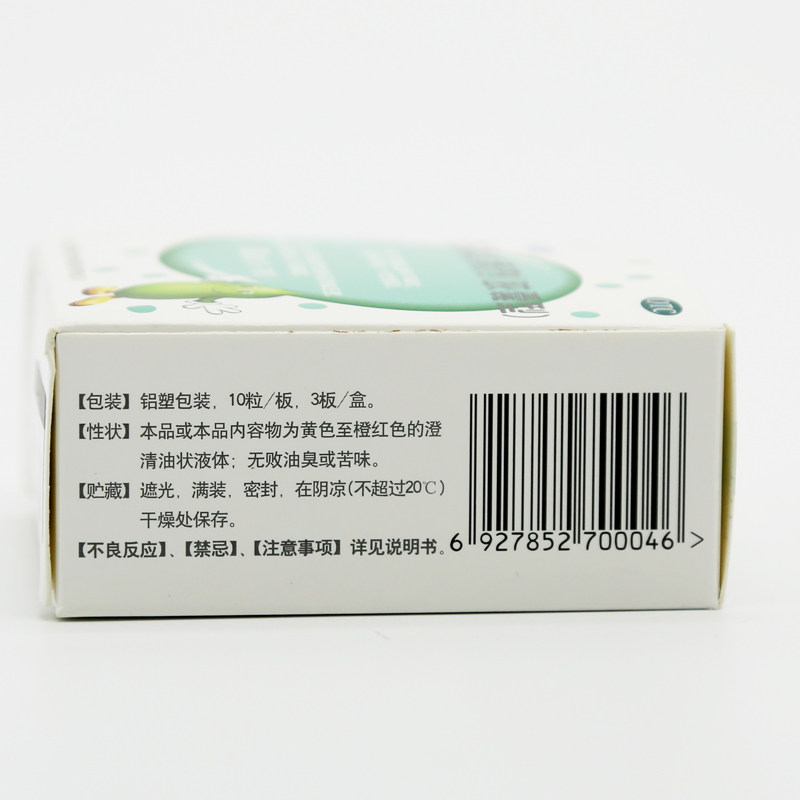 OTC
【包装】铝塑包装，10粒/板，3板/盒。
【性状】本品或本品内容物为黄色至橙红色的澄
清油状液体；无败油臭或苦味。
【贮藏】遮光，满装，密封，在阴凉(不超过20℃)
干燥处保存。
【不良反应】、【禁忌】、【注意事项】详见说明书。
6 927852 700046 >